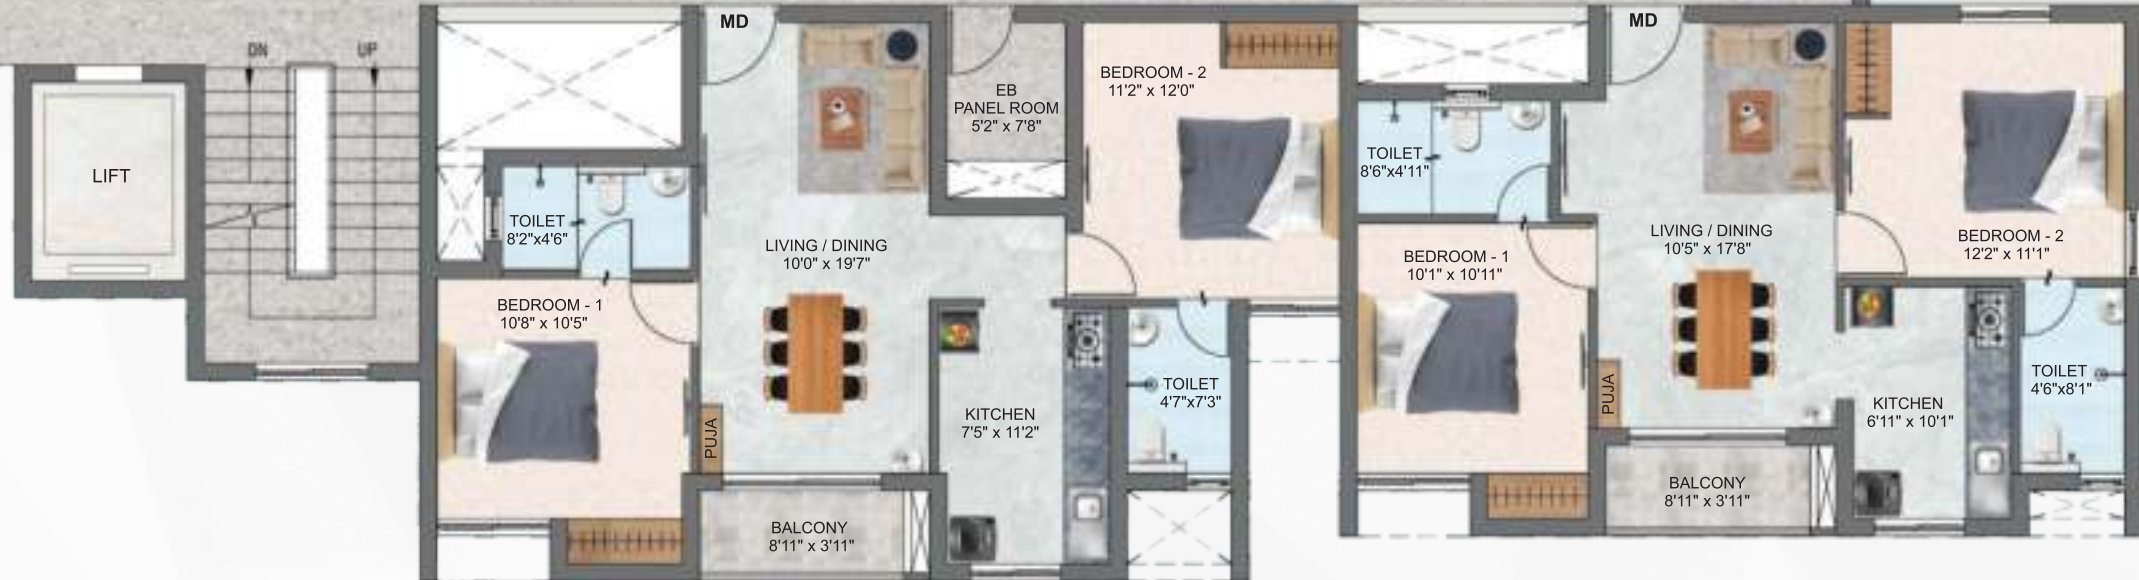 DN
UP
LIFT
MD
TOILET
8'2"x4'6"
BEDROOM - 1
10'8" x 10'5"
LIVING / DINING
10'0" x 19'7"
PUJA
BALCONY
8'11" x 3'11"
EB
PANEL ROOM
5'2" x 7'8"
BEDROOM - 2
11'2" x 12'0"
KITCHEN
7'5" x 11'2"
TOILET
4'7"x7'3"
MD
TOILET
8'6"x4'11"
BEDROOM - 1
10'1" x 10'11"
LIVING / DINING
10'5" x 17'8"
PUJA
BALCONY
8'11" x 3'11"
BEDROOM - 2
12'2" x 11'1"
KITCHEN
6'11" x 10'1"
TOILET
4'6"x8'1"